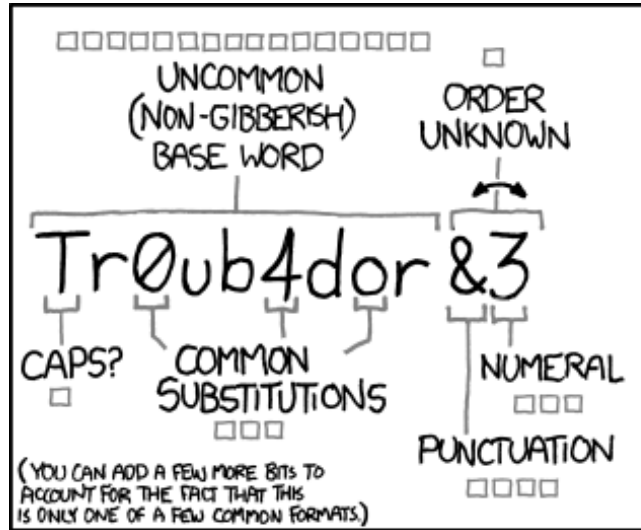 UNCOMMON
(NON-GIBBERISH)
BASE WORD
ORDER
UNKNOWN
Tr0ub4dor &3
CAPS?
COMMON
SUBSTITUTIONS
NUMERAL
PUNCTUATION
(YOU CAN ADD A FEW MORE BITS TO
ACCOUNT FOR THE FACT THAT THIS
IS ONLY ONE OF A FEW COMMON FORMATS.)